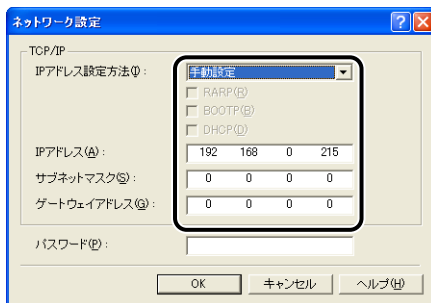 ネットワーク設定
TCP/IP
IPアドレス設定方法(I): 手動設定
RARP(R)
BOOTP(B)
DHCP(D)
IPアドレス(A): 192 168 0 215
サブネットマスク(S): 0 0 0 0
ゲートウェイアドレス(G): 0 0 0 0
パスワード(P):
OK キャンセル ヘルプ(H)